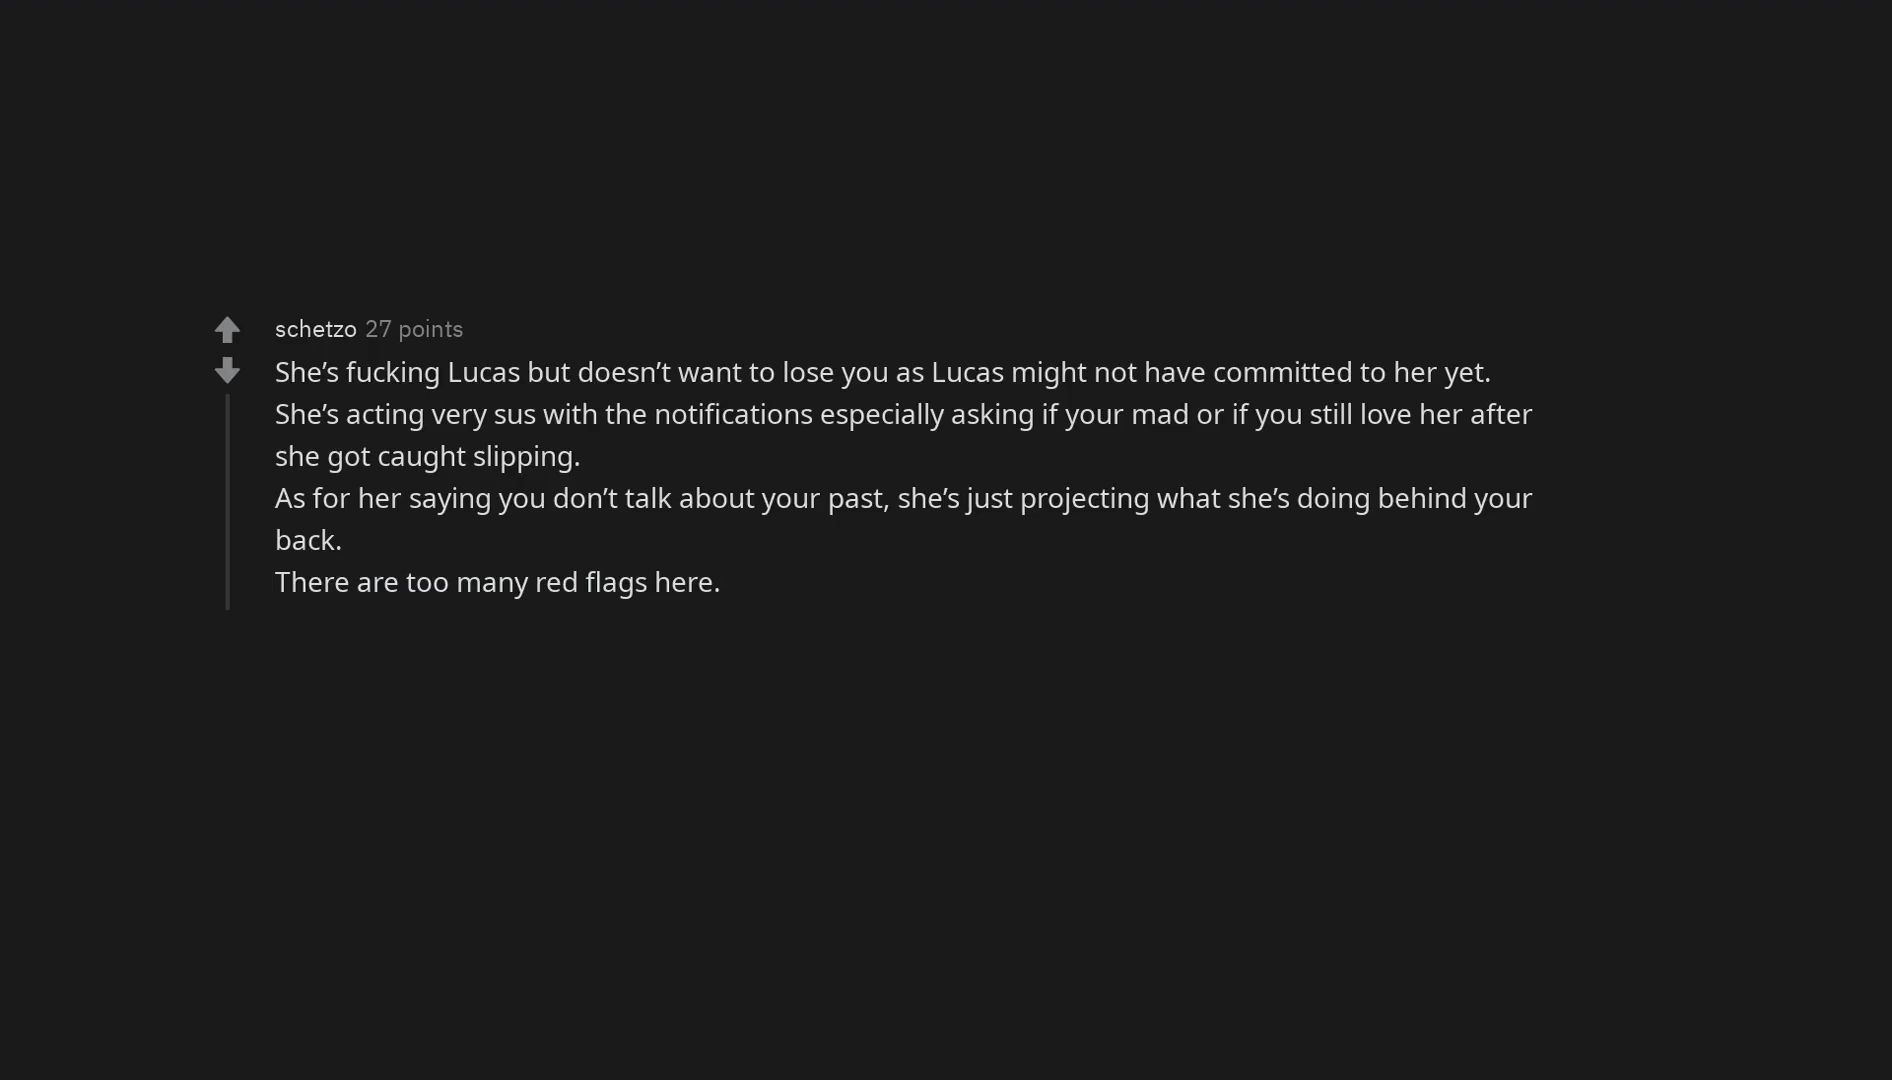 schetzo 27 points
She’s fucking Lucas but doesn’t want to lose you as Lucas might not have committed to her yet.
She’s acting very sus with the notifications especially asking if your mad or if you still love her after
she got caught slipping.
As for her saying you don’t talk about your past, she’s just projecting what she’s doing behind your
back.
There are too many red flags here.